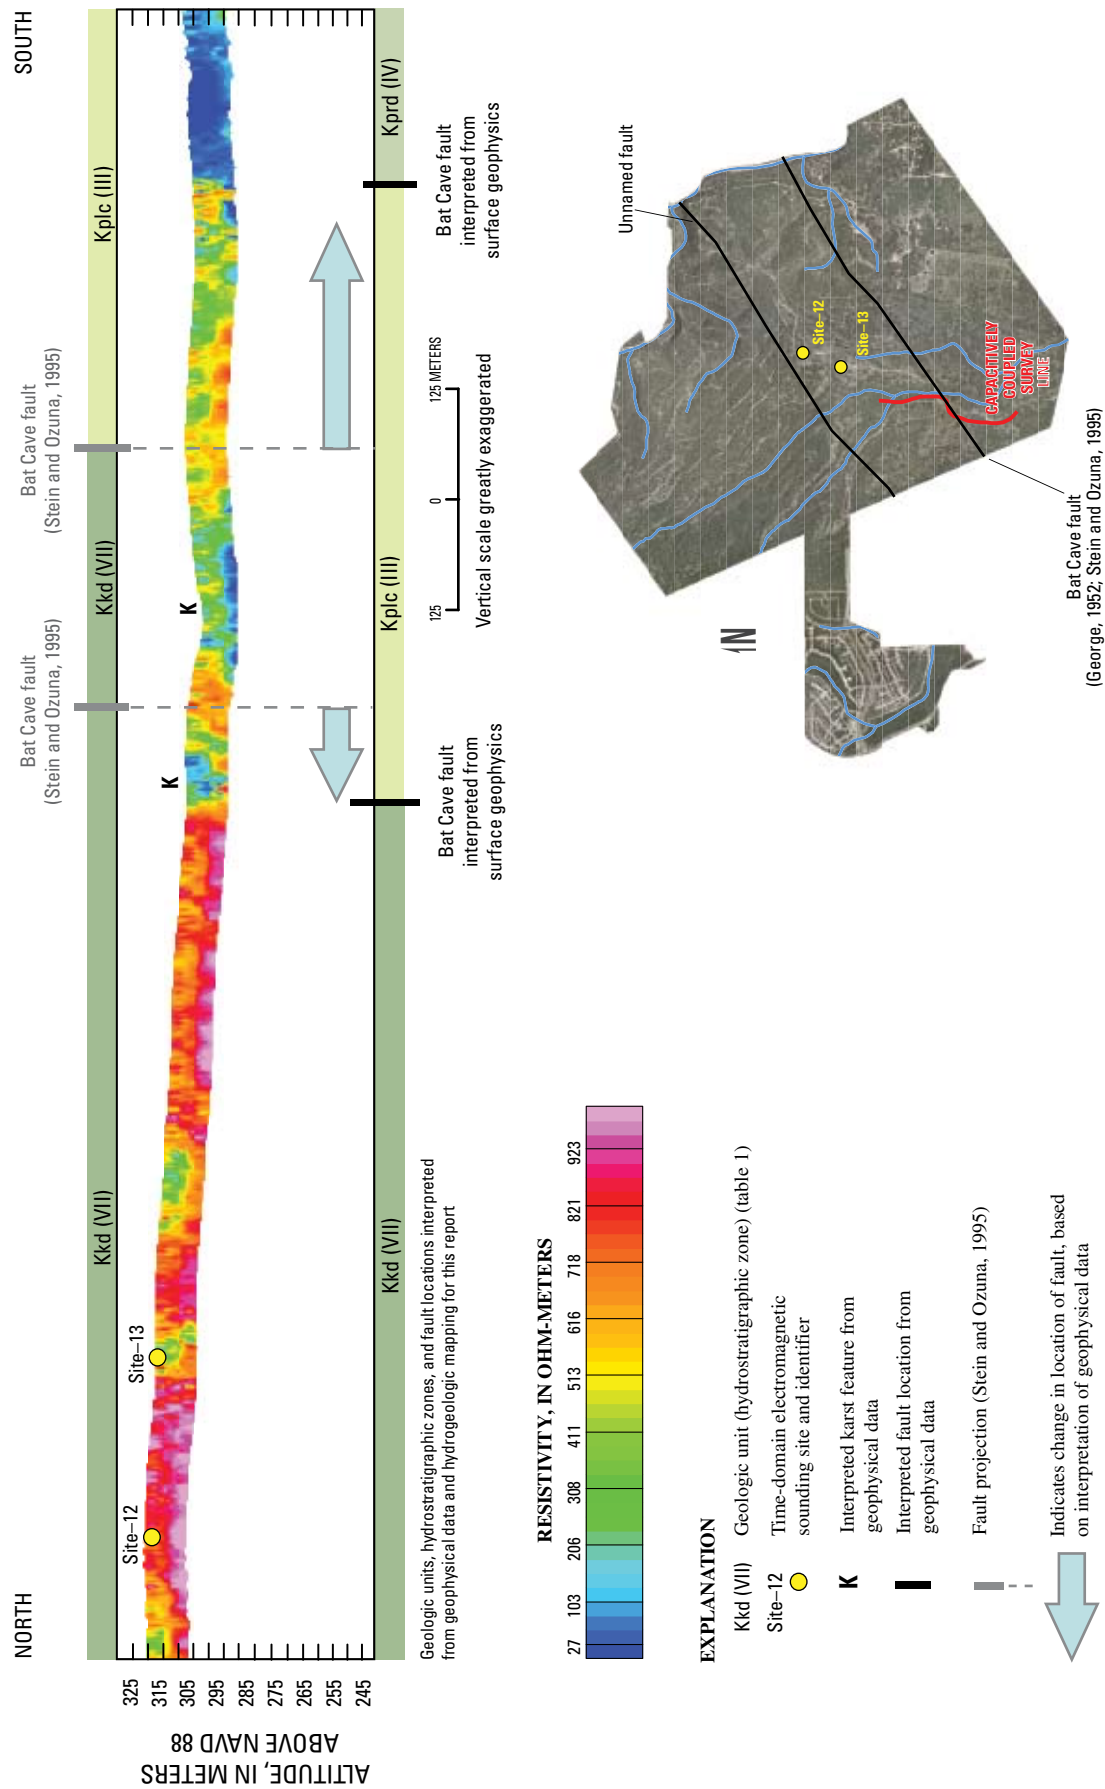 NORTH
SOUTH
Bat Cave fault
(Stein and Ozuna, 1995)
Bat Cave fault
(Stein and Ozuna, 1995)
Kkd (VII)
Kkd (VII)
Kplc (III)
Site–12
Site–13
K
K
325
315
305
295
285
275
265
255
245
ALTITUDE, IN METERS
ABOVE NAVD 88
Kkd (VII)
Kplc (III)
Kprd (IV)
Bat Cave fault
interpreted from
surface geophysics
125
0
125 METERS
Vertical scale greatly exaggerated
Bat Cave fault
interpreted from
surface geophysics
Geologic units, hydrostratigraphic zones, and fault locations interpreted
from geophysical data and hydrogeologic mapping for this report
RESISTIVITY, IN OHM-METERS
27 103 206 308 411 513 616 718 821 923
EXPLANATION
Kkd (VII) Geologic unit (hydrostratigraphic zone) (table 1)
Site–12 Time-domain electromagnetic
sounding site and identifier
K Interpreted karst feature from
geophysical data
Interpreted fault location from
geophysical data
Fault projection (Stein and Ozuna, 1995)
Indicates change in location of fault, based
on interpretation of geophysical data
N
Unnamed fault
Site–12
Site–13
CAPACITIVELY
COUPLED
SURVEY
LINE
Bat Cave fault
(George, 1952; Stein and Ozuna, 1995)